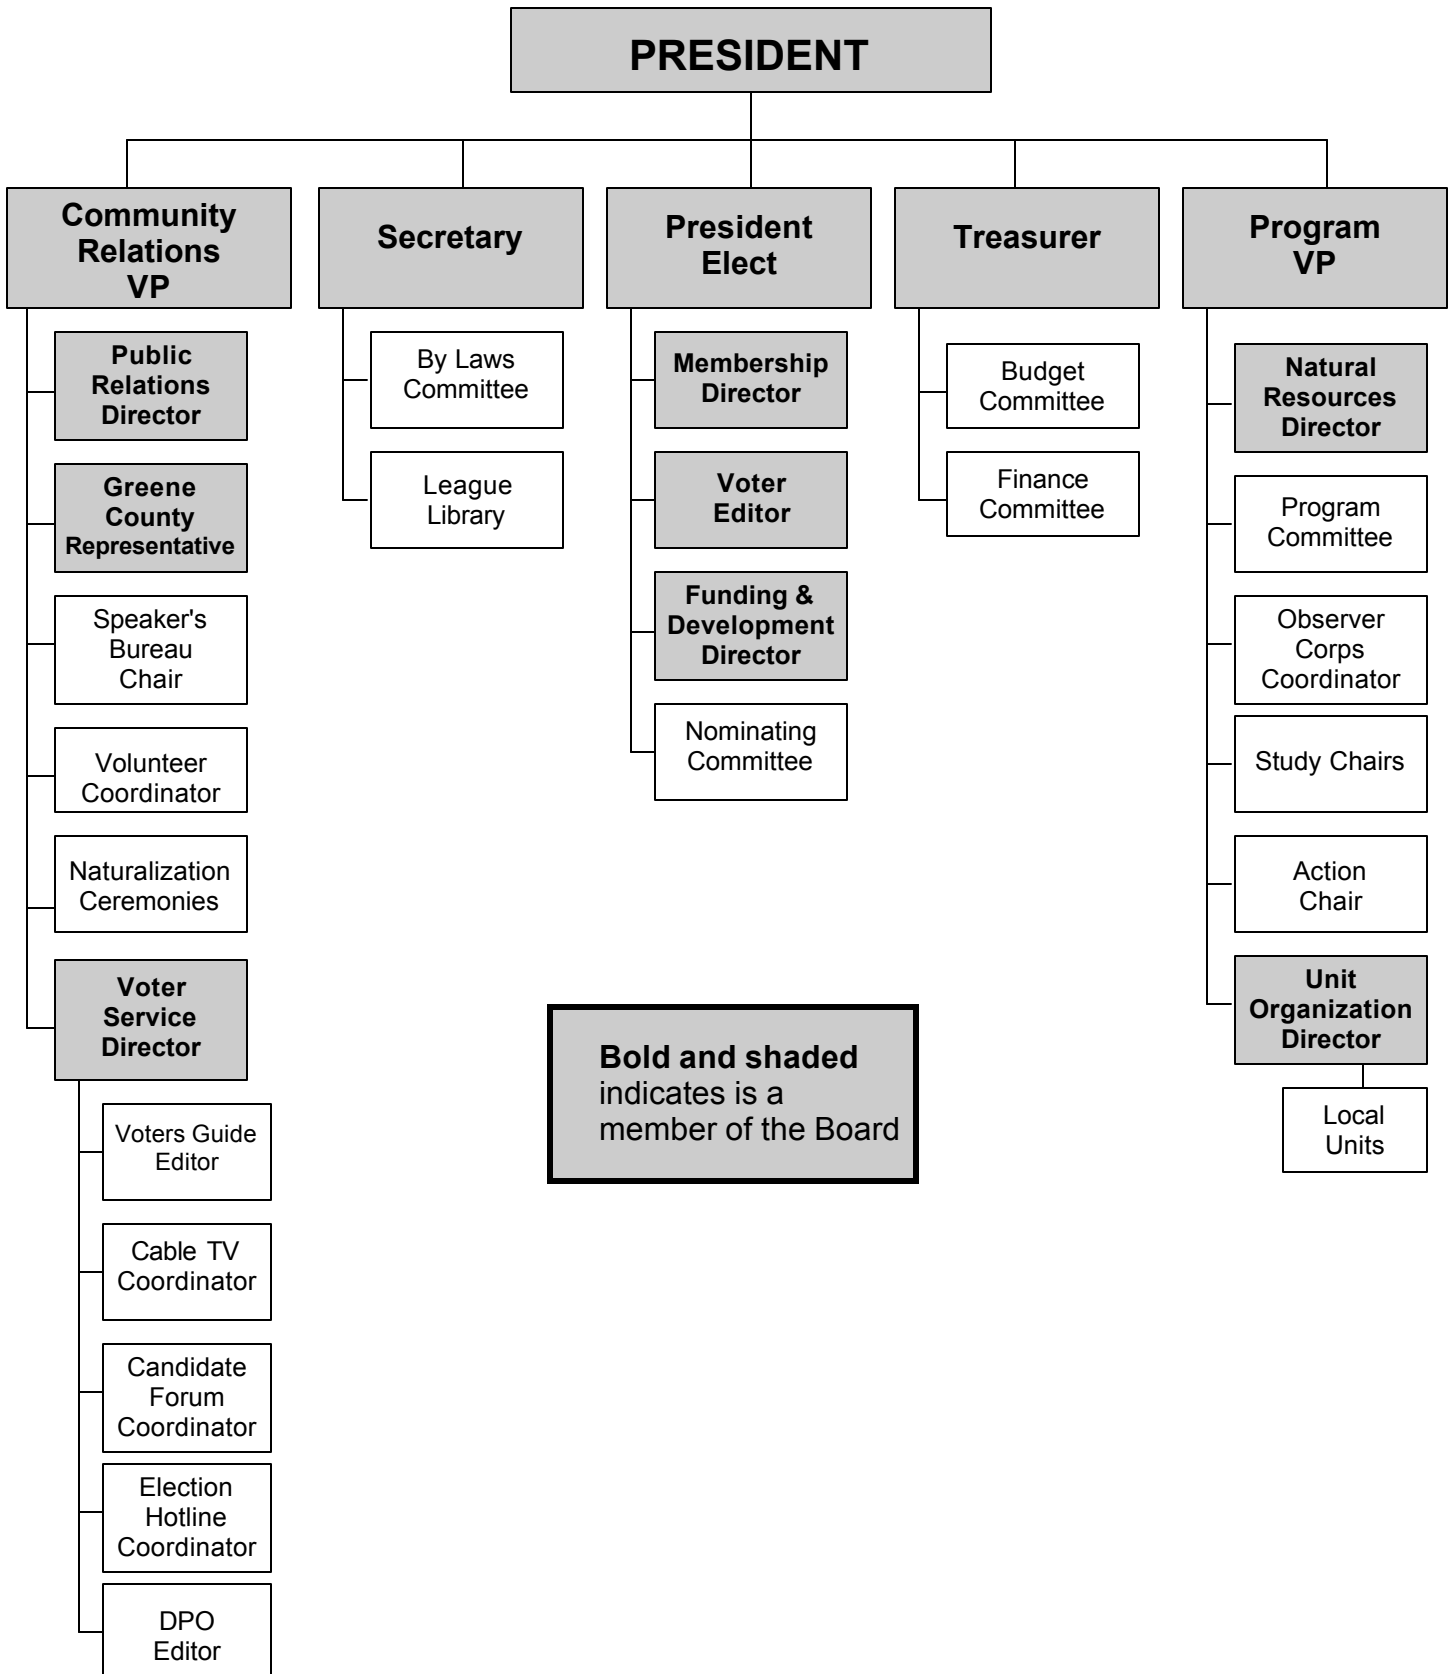 PRESIDENT
Community
Relations
VP
Public
Relations
Director
Greene
County
Representative
Speaker's
Bureau
Chair
Volunteer
Coordinator
Naturalization
Ceremonies
Voter
Service
Director
Voters Guide
Editor
Cable TV
Coordinator
Candidate
Forum
Coordinator
Election
Hotline
Coordinator
DPO
Editor
Secretary
By Laws
Committee
League
Library
President
Elect
Membership
Director
Voter
Editor
Funding &
Development
Director
Nominating
Committee
Treasurer
Budget
Committee
Finance
Committee
Program
VP
Natural
Resources
Director
Program
Committee
Observer
Corps
Coordinator
Study Chairs
Action
Chair
Unit
Organization
Director
Local
Units
Bold and shaded
indicates is a
member of the Board